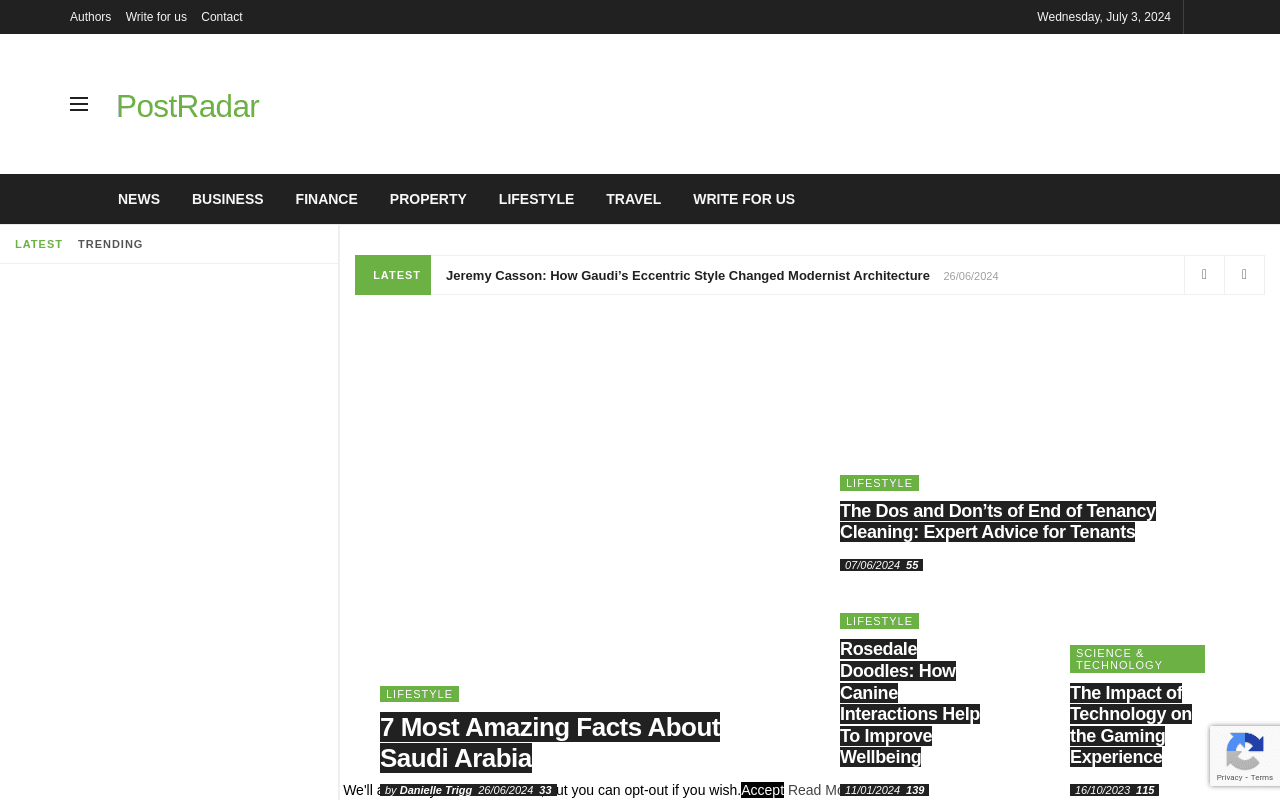 Authors Write for us Contact Wednesday, July 3, 2024
PostRadar
NEWS BUSINESS FINANCE PROPERTY LIFESTYLE TRAVEL WRITE FOR US
LATEST TRENDING
LATEST Jeremy Casson: How Gaudi’s Eccentric Style Changed Modernist Architecture 26/06/2024
LIFESTYLE
The Dos and Don’ts of End of Tenancy
Cleaning: Expert Advice for Tenants
07/06/2024 55
LIFESTYLE
Rosedale
Doodles: How
Canine
Interactions Help
To Improve
Wellbeing
11/01/2024 139
SCIENCE &
TECHNOLOGY
The Impact of
Technology on
the Gaming
Experience
16/10/2023 115
LIFESTYLE
7 Most Amazing Facts About
Saudi Arabia
by Danielle Trigg 26/06/2024 33
We'll you can opt-out if you wish. Accept Read
Privacy - Terms